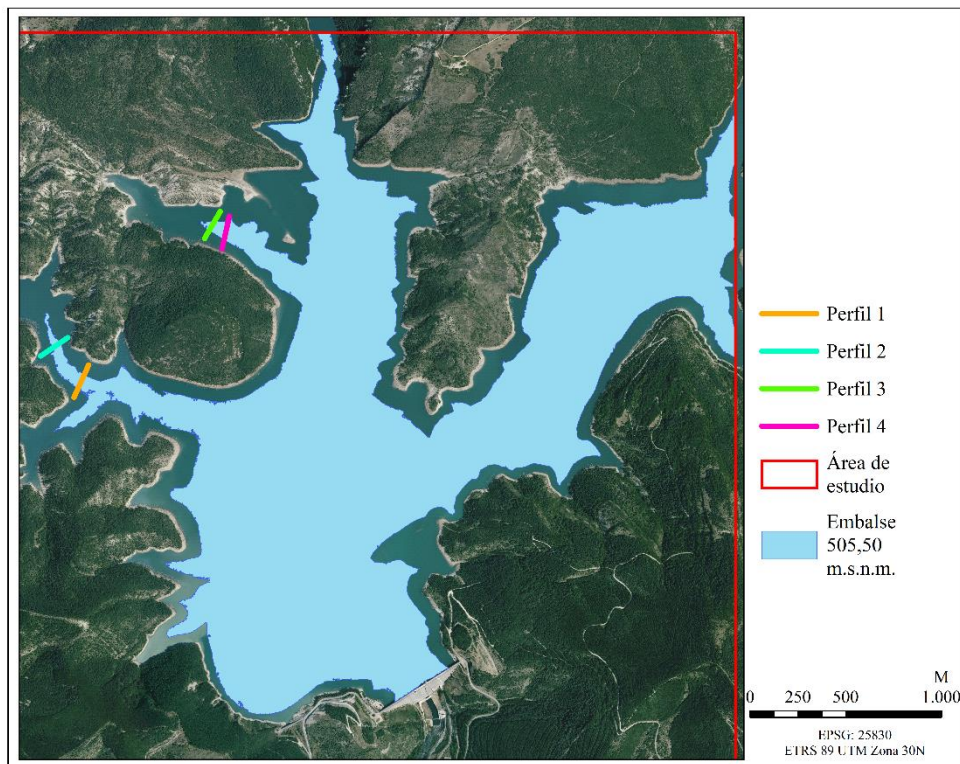 Perfil 1
Perfil 2
Perfil 3
Perfil 4
Área de
estudio
Embalse
505,50
m.s.n.m.
M
0 250 500 1.000
EPSG: 25830
ETRS 89 UTM Zona 30N